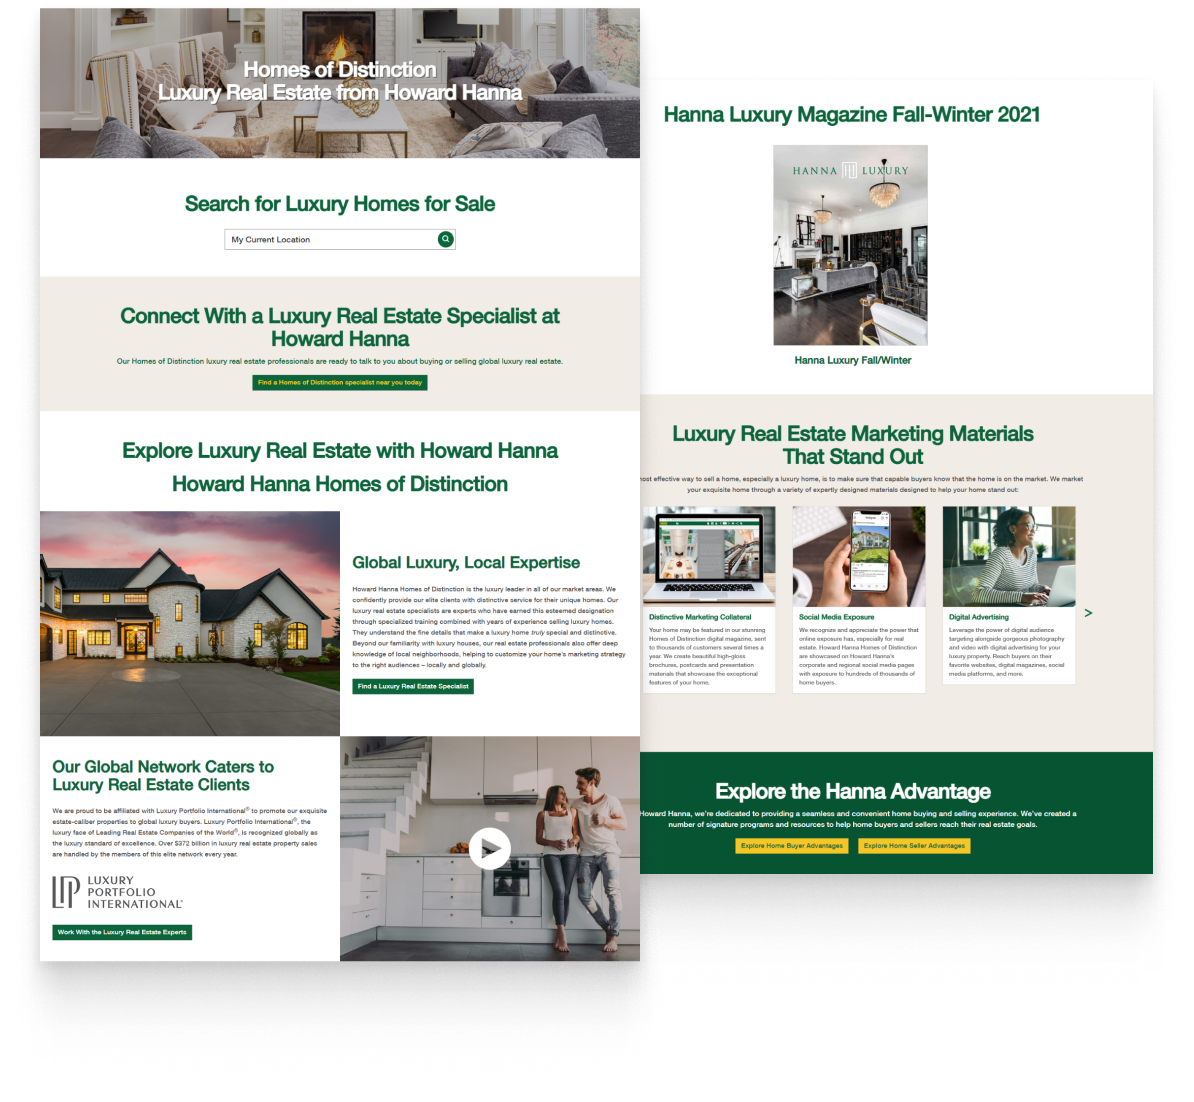 Homes of Distinction
Luxury Real Estate from Howard Hanna
Search for Luxury Homes for Sale
My Current Location
Connect With a Luxury Real Estate Specialist at
Howard Hanna
Our Homes of Distinction luxury real estate professionals are ready to talk to you about buying or selling global luxury real estate.
Find a Homes of Distinction specialist near you today
Explore Luxury Real Estate with Howard Hanna
Howard Hanna Homes of Distinction
Global Luxury, Local Expertise
Howard Hanna Homes of Distinction is the luxury leader in all of our market areas. We
confidently provide our elite clients with distinctive service for their unique homes. Our
luxury real estate specialists are experts who have earned this esteemed designation
through specialized training combined with years of experience selling luxury homes.
They understand the fine details that make a luxury home truly special and distinctive.
Beyond our familiarity with luxury houses, our real estate professionals also offer deep
knowledge of local neighborhoods, helping to customize your home's marketing strategy
to the right audiences – locally and globally.
Find a Luxury Real Estate Specialist
Our Global Network Caters to
Luxury Real Estate Clients
We are proud to be affiliated with Luxury Portfolio International® to promote our exquisite
estate-caliber properties to global luxury buyers. Luxury Portfolio International®, the
luxury face of Leading Real Estate Companies of the World®, is recognized globally as
the luxury standard of excellence. Over $372 billion in luxury real estate property sales
are handled by the members of this elite network every year.
LUXURY
PORTFOLIO
INTERNATIONAL
Work With the Luxury Real Estate Experts
Hanna Luxury Magazine Fall-Winter 2021
HANNA LUXURY
Hanna Luxury Fall/Winter
Luxury Real Estate Marketing Materials
That Stand Out
effective way to sell a home, especially a luxury home, is to make sure that capable buyers know that the home is on the market. We market
your exquisite home through a variety of expertly designed materials designed to help your home stand out:
Distinctive Marketing Collateral
Your home may be featured in our stunning
Homes of Distinction digital magazine, sent
to thousands of customers several times a
year. We create beautiful high-gloss
brochures, postcards and presentation
materials that showcase the exceptional
features of your home.
Social Media Exposure
We recognize and appreciate the power that
online exposure has, especially for real
estate. Howard Hanna Homes of Distinction
are showcased on Howard Hanna's
corporate and regional social media pages
with exposure to hundreds of thousands of
home buyers.
Digital Advertising
Leverage the power of digital audience
targeting alongside gorgeous photography
and video with digital advertising for your
luxury property. Reach buyers on their
favorite websites, digital magazines, social
media platforms, and more.
>
Explore the Hanna Advantage
Howard Hanna, we're dedicated to providing a seamless and convenient home buying and selling experience. We've created a
number of signature programs and resources to help home buyers and sellers reach their real estate goals.
Explore Home Buyer Advantages
Explore Home Seller Advantages